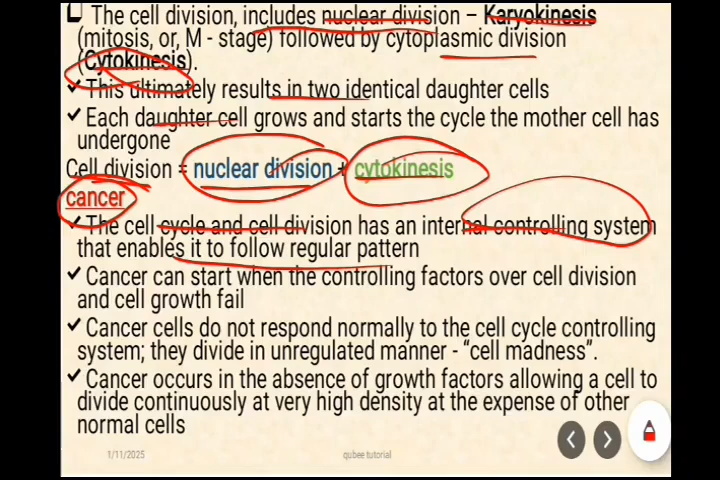 The cell division, includes nuclear division – Karyokinesis
(mitosis, or, M - stage) followed by cytoplasmic division
(Cytokinesis).
This ultimately results in two identical daughter cells
Each daughter cell grows and starts the cycle the mother cell has
undergone
Cell division = nuclear division + cytokinesis
cancer
The cell cycle and cell division has an internal controlling system
that enables it to follow regular pattern
Cancer can start when the controlling factors over cell division
and cell growth fail
Cancer cells do not respond normally to the cell cycle controlling
system; they divide in unregulated manner - “cell madness”.
Cancer occurs in the absence of growth factors allowing a cell to
divide continuously at very high density at the expense of other
normal cells
1/11/2025
qubee tutorial